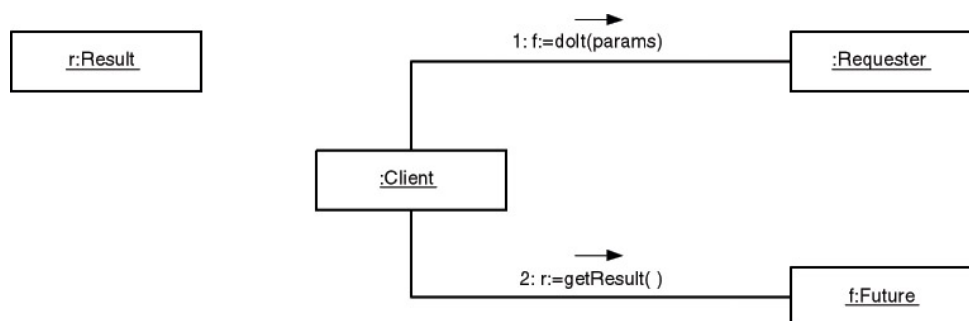 1: f:=doIt(params)
r:Result
:Requester
:Client
2: r:=getResult( )
f:Future